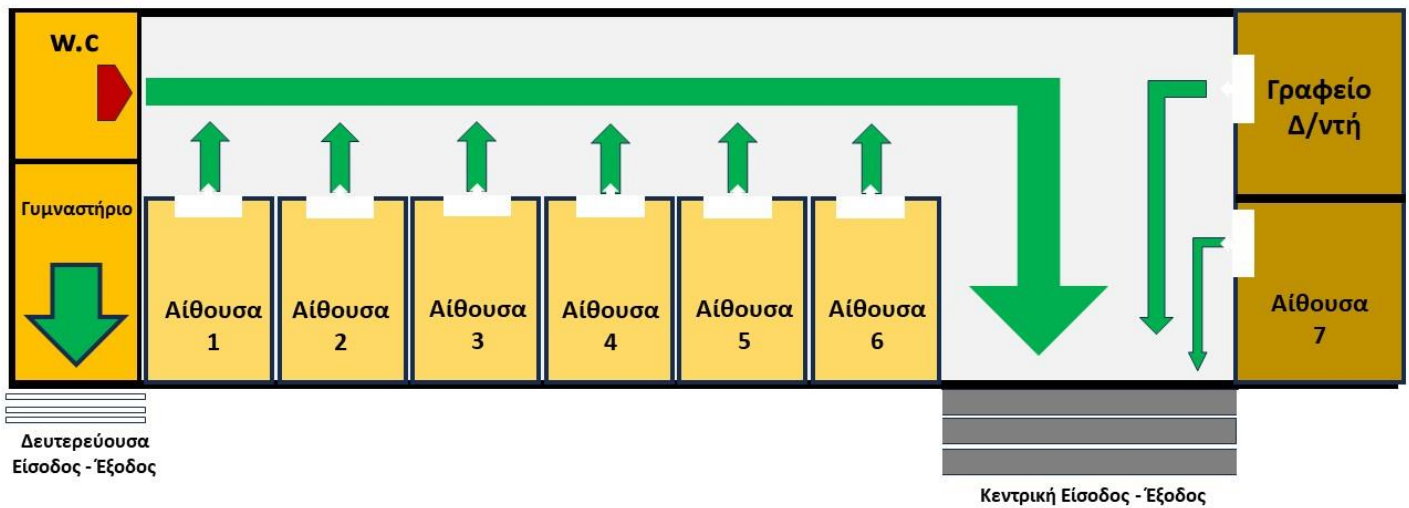 w.c
Γραφείο
Δ/ντή
Γυμναστήριο
Αίθουσα
1
Αίθουσα
2
Αίθουσα
3
Αίθουσα
4
Αίθουσα
5
Αίθουσα
6
Αίθουσα
7
Δευτερεύουσα
Είσοδος - Έξοδος
Κεντρική Είσοδος - Έξοδος